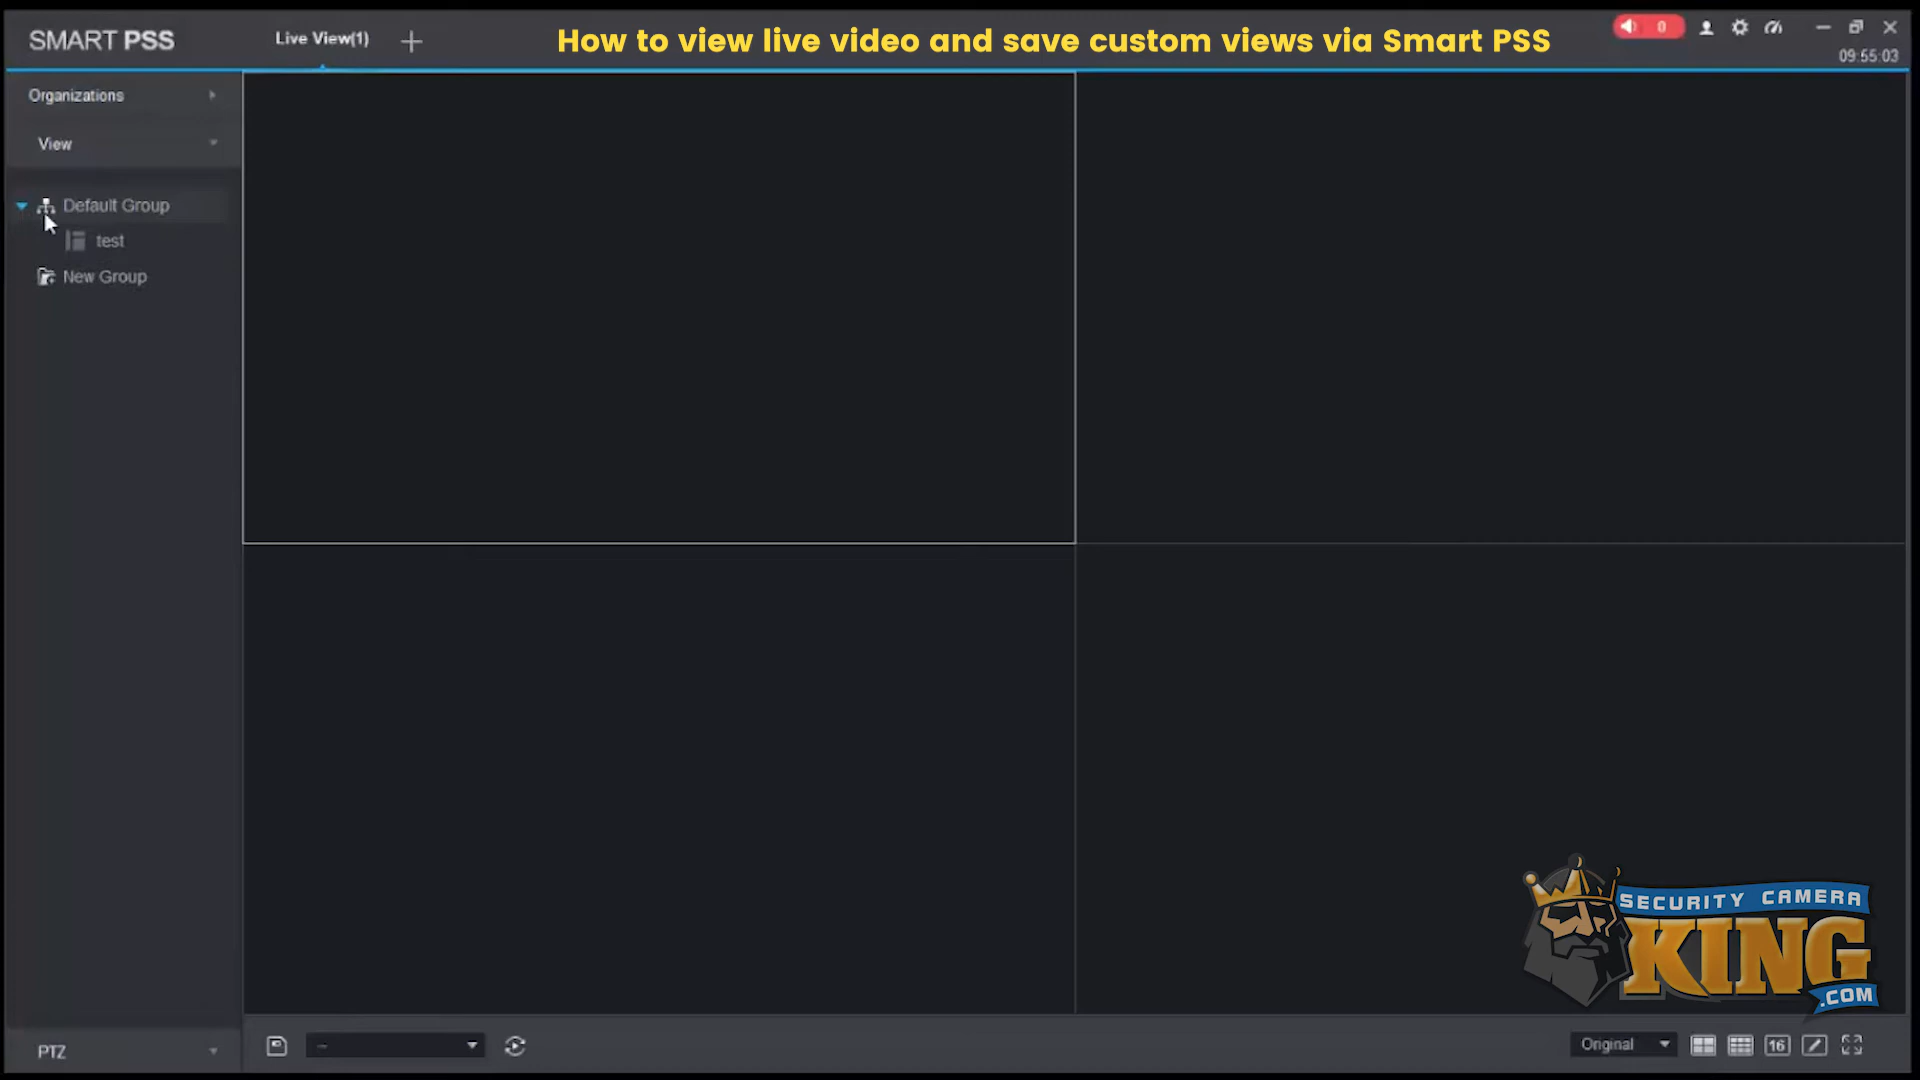 SMART PSS
Live View(1)
How to view live video and save custom views via Smart PSS
0
09:55:03
Organizations
View
Default Group
test
New Group
SECURITY CAMERA
KING
.COM
PTZ
Original
16